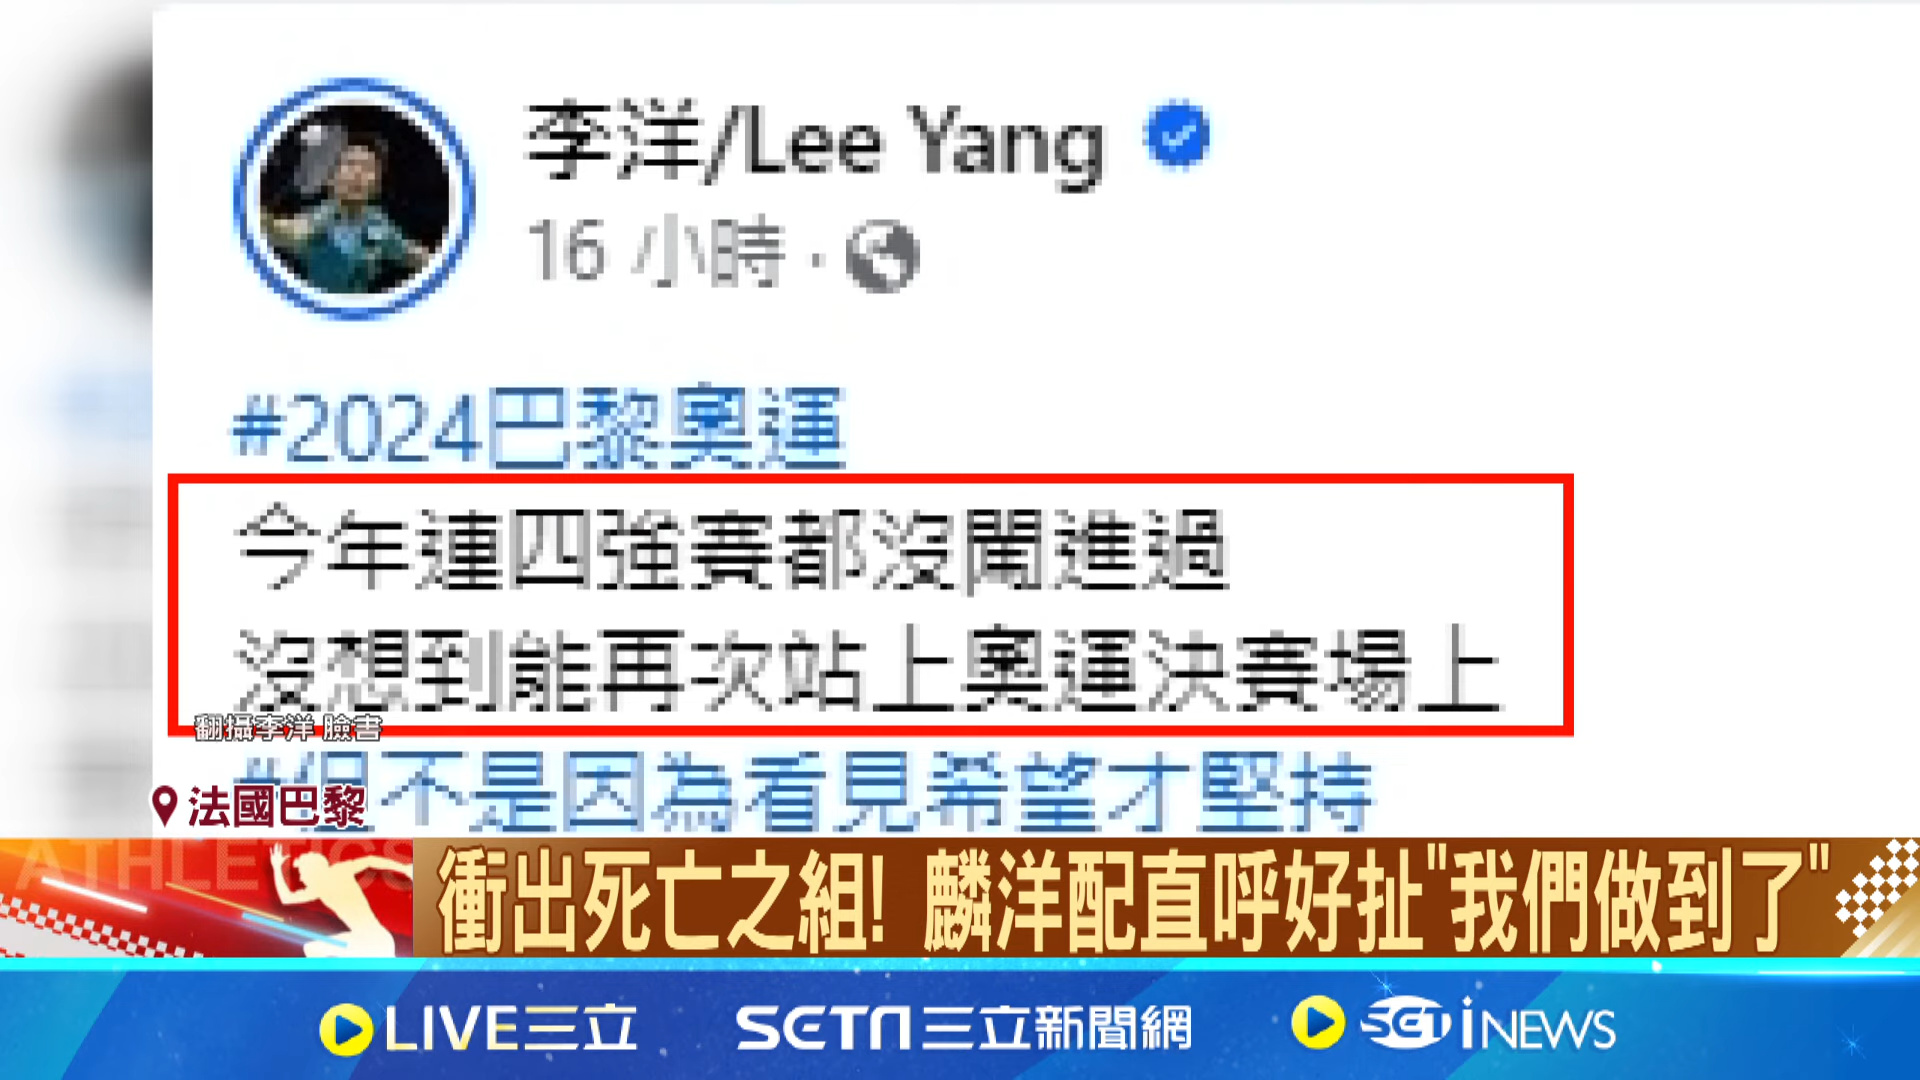 李洋/Lee Yang
16 小時
#2024巴黎奧運
今年連四強賽都沒闖進過
沒想到能再次站上奧運決賽場上
翻攝李洋 臉書
#但不是因為看見希望才堅持
法國巴黎
ATHLETICS
衝出死亡之組! 麟洋配直呼好扯"我們做到了"
LIVE三立
SETN三立新聞網
SETiNEWS